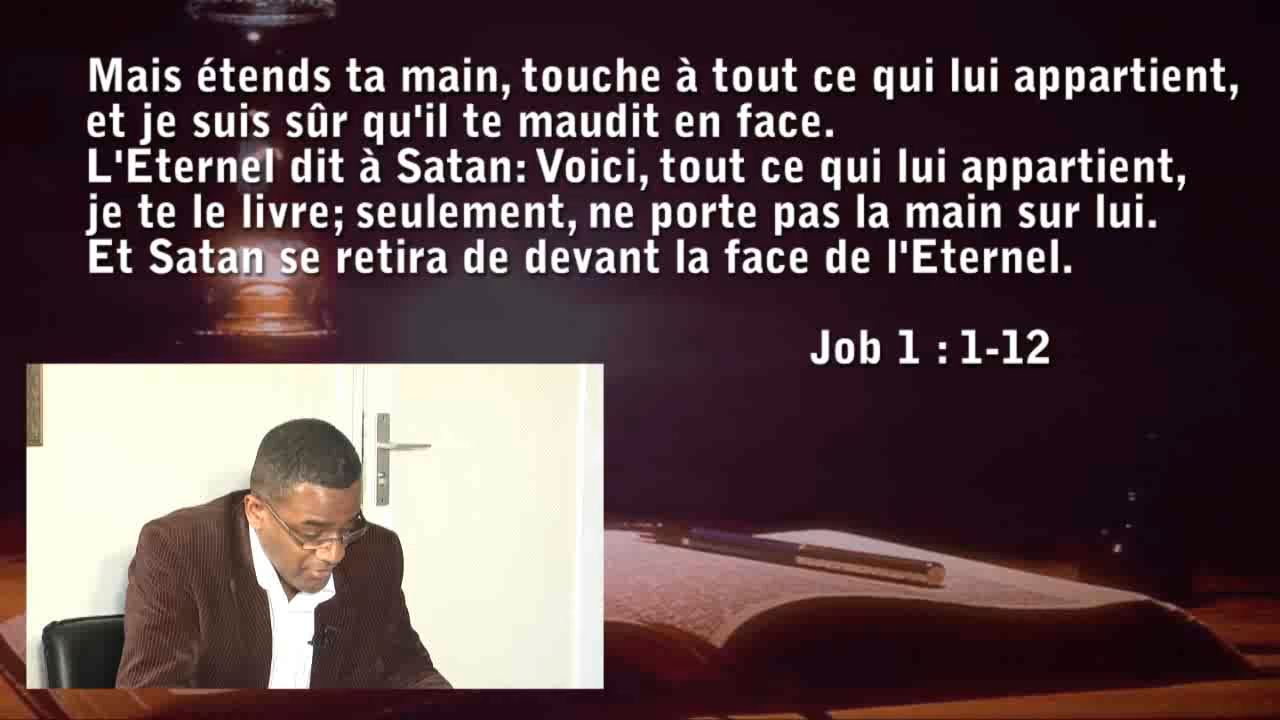 Mais étends ta main, touche à tout ce qui lui appartient,
et je suis sûr qu'il te maudit en face.
L'Eternel dit à Satan: Voici, tout ce qui lui appartient,
je te le livre; seulement, ne porte pas la main sur lui.
Et Satan se retira de devant la face de l'Eternel.
Job 1 : 1-12